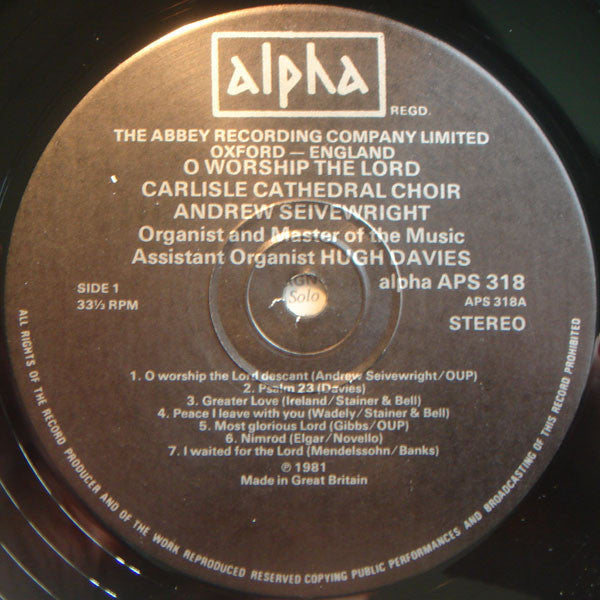 alpha
REGD.
THE ABBEY RECORDING COMPANY LIMITED
OXFORD — ENGLAND
O WORSHIP THE LORD
CARLISLE CATHEDRAL CHOIR
ANDREW SEIVEWRIGHT
Organist and Master of the Music
Assistant Organist HUGH DAVIES
SIDE 1
33⅓ RPM
Solo
alpha APS 318
APS 318A
STEREO
1. O worship the Lord descant (Andrew Seivewright/OUP)
2. Psalm 23 (Davies)
3. Greater Love (Ireland/Stainer & Bell)
4. Peace I leave with you (Wadely/Stainer & Bell)
5. Most glorious Lord (Gibbs/OUP)
6. Nimrod (Elgar/Novello)
7. I waited for the Lord (Mendelssohn/Banks)
℗ 1981
Made in Great Britain
ALL RIGHTS OF THE RECORD PRODUCER AND OF THE WORK REPRODUCED RESERVED COPYING PUBLIC PERFORMANCES AND BROADCASTING OF THIS RECORD PROHIBITED